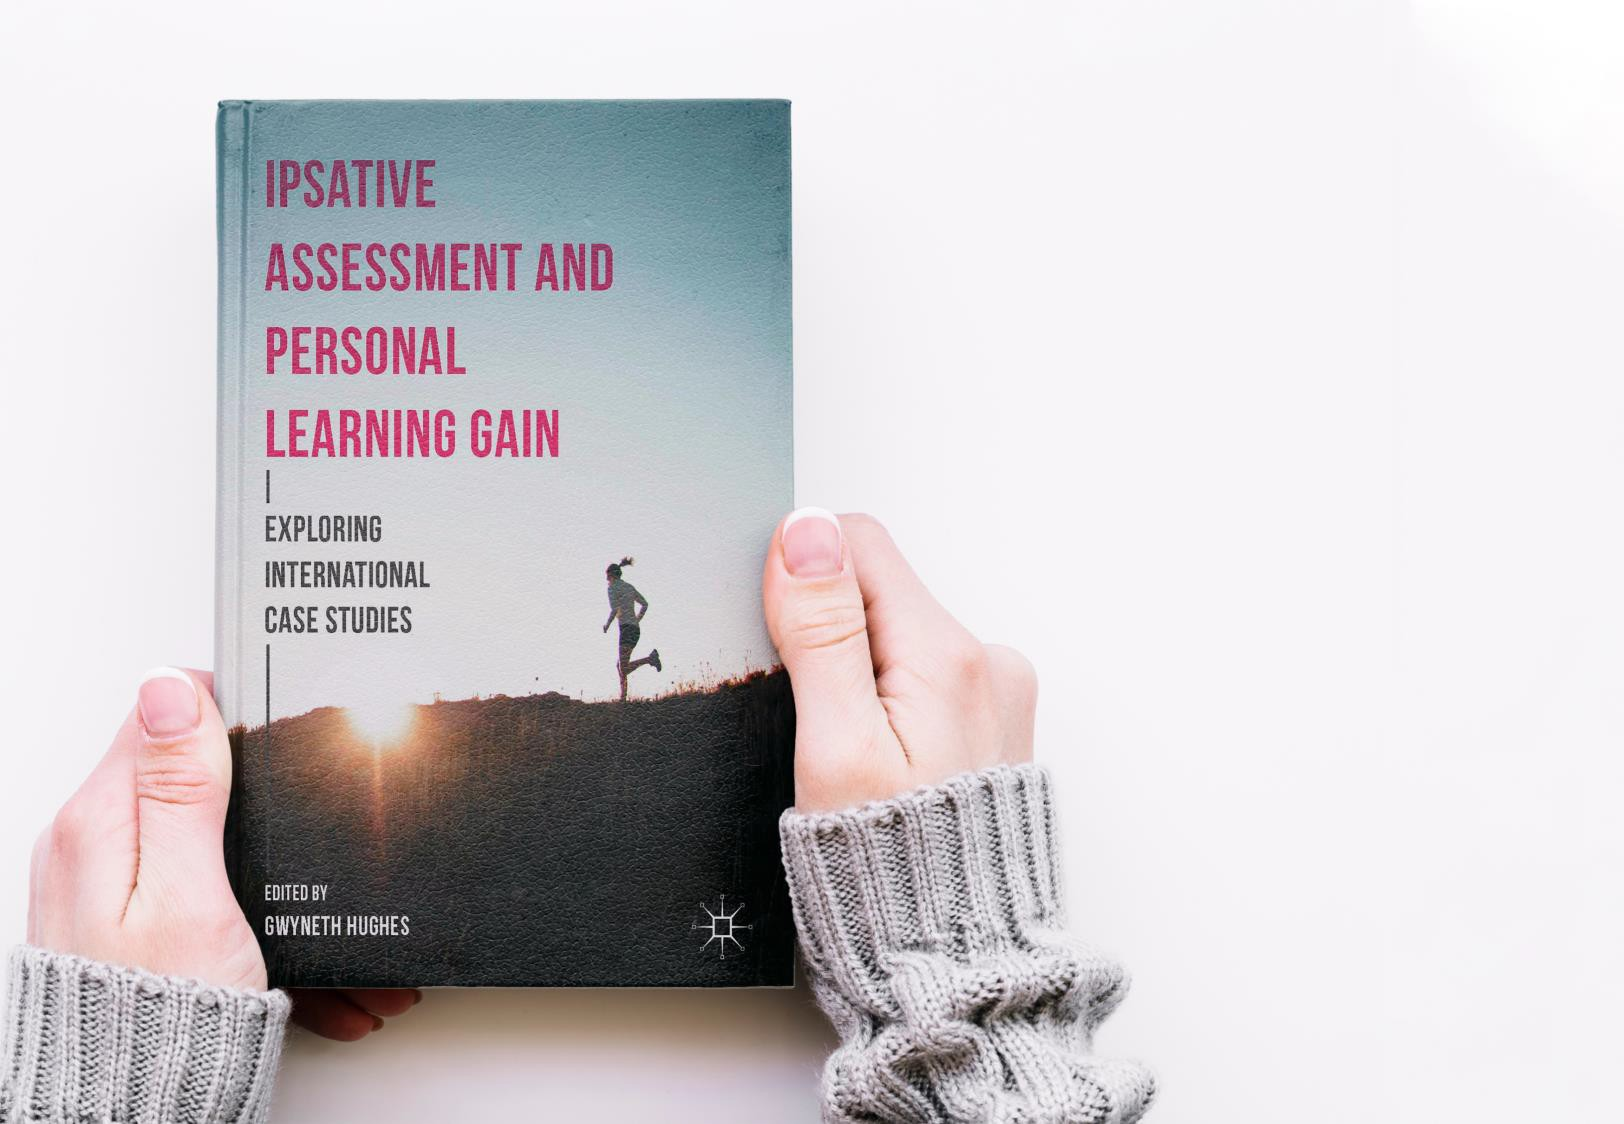 IPSATIVE
ASSESSMENT AND
PERSONAL
LEARNING GAIN
EXPLORING
INTERNATIONAL
CASE STUDIES
EDITED BY
GWYNETH HUGHES